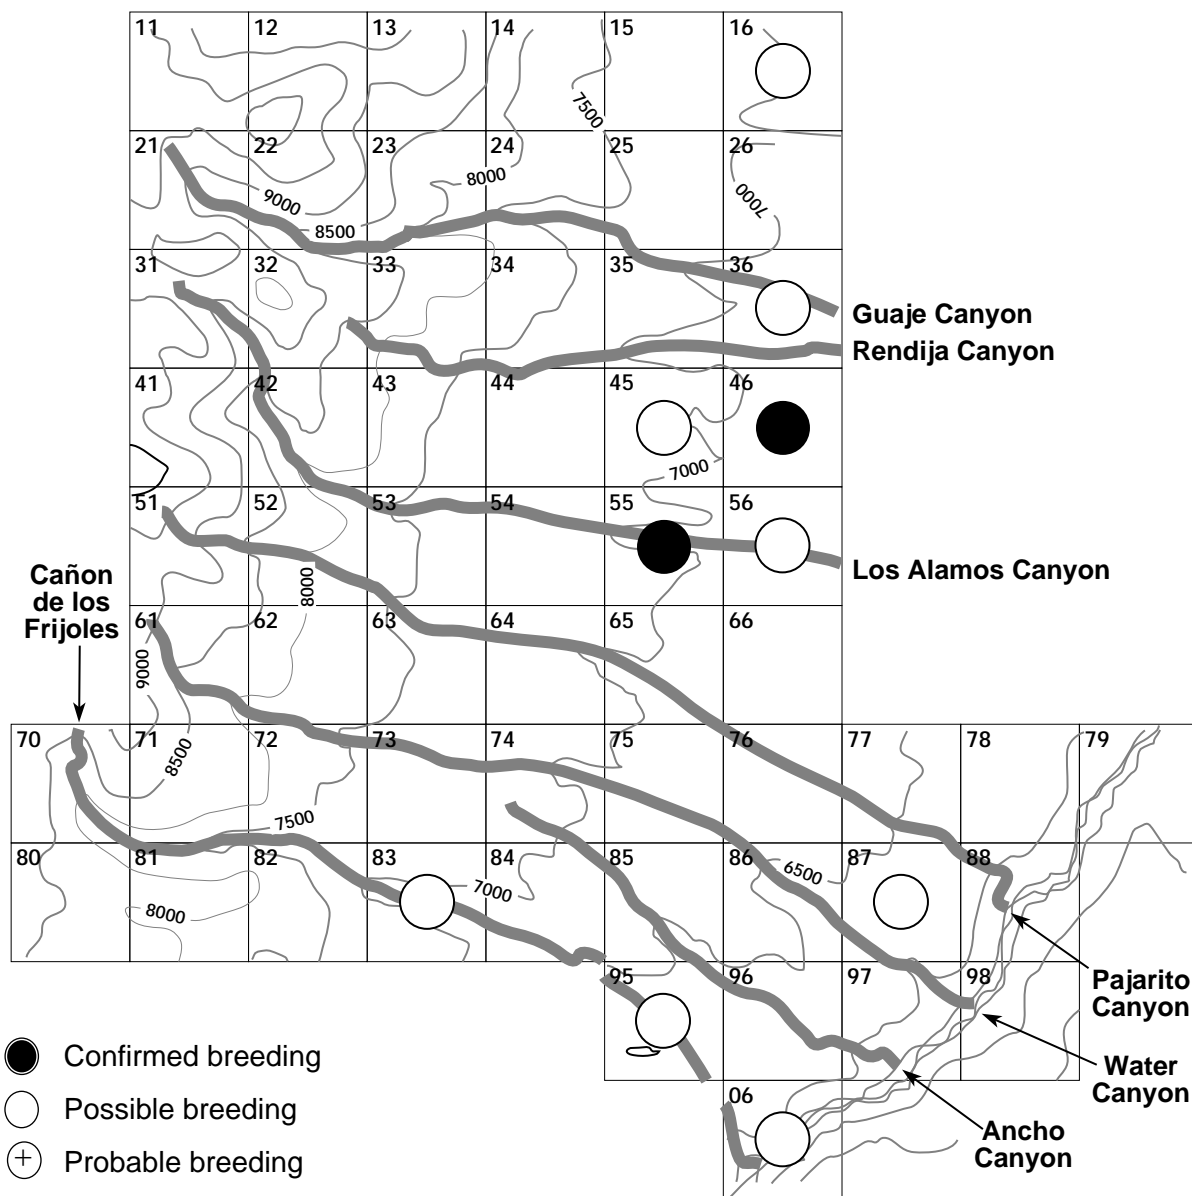 11 12 13 14 15 16
7500
21 22 23 24 25 26
8000
9000
7000
8500
31 32 33 34 35 36
Guaje Canyon
Rendija Canyon
41 42 43 44 45 46
7000
51 52 53 54 55 56
Los Alamos Canyon
Cañon
de los
Frijoles
8000
61 62 63 64 65 66
9000
70 71 72 73 74 75 76 77 78 79
8500
7500
80 81 82 83 84 85 86 87 88
6500
7000
8000
95 96 97 98
Pajarito
Canyon
Water
Canyon
06
Ancho
Canyon
Confirmed breeding
Possible breeding
Probable breeding